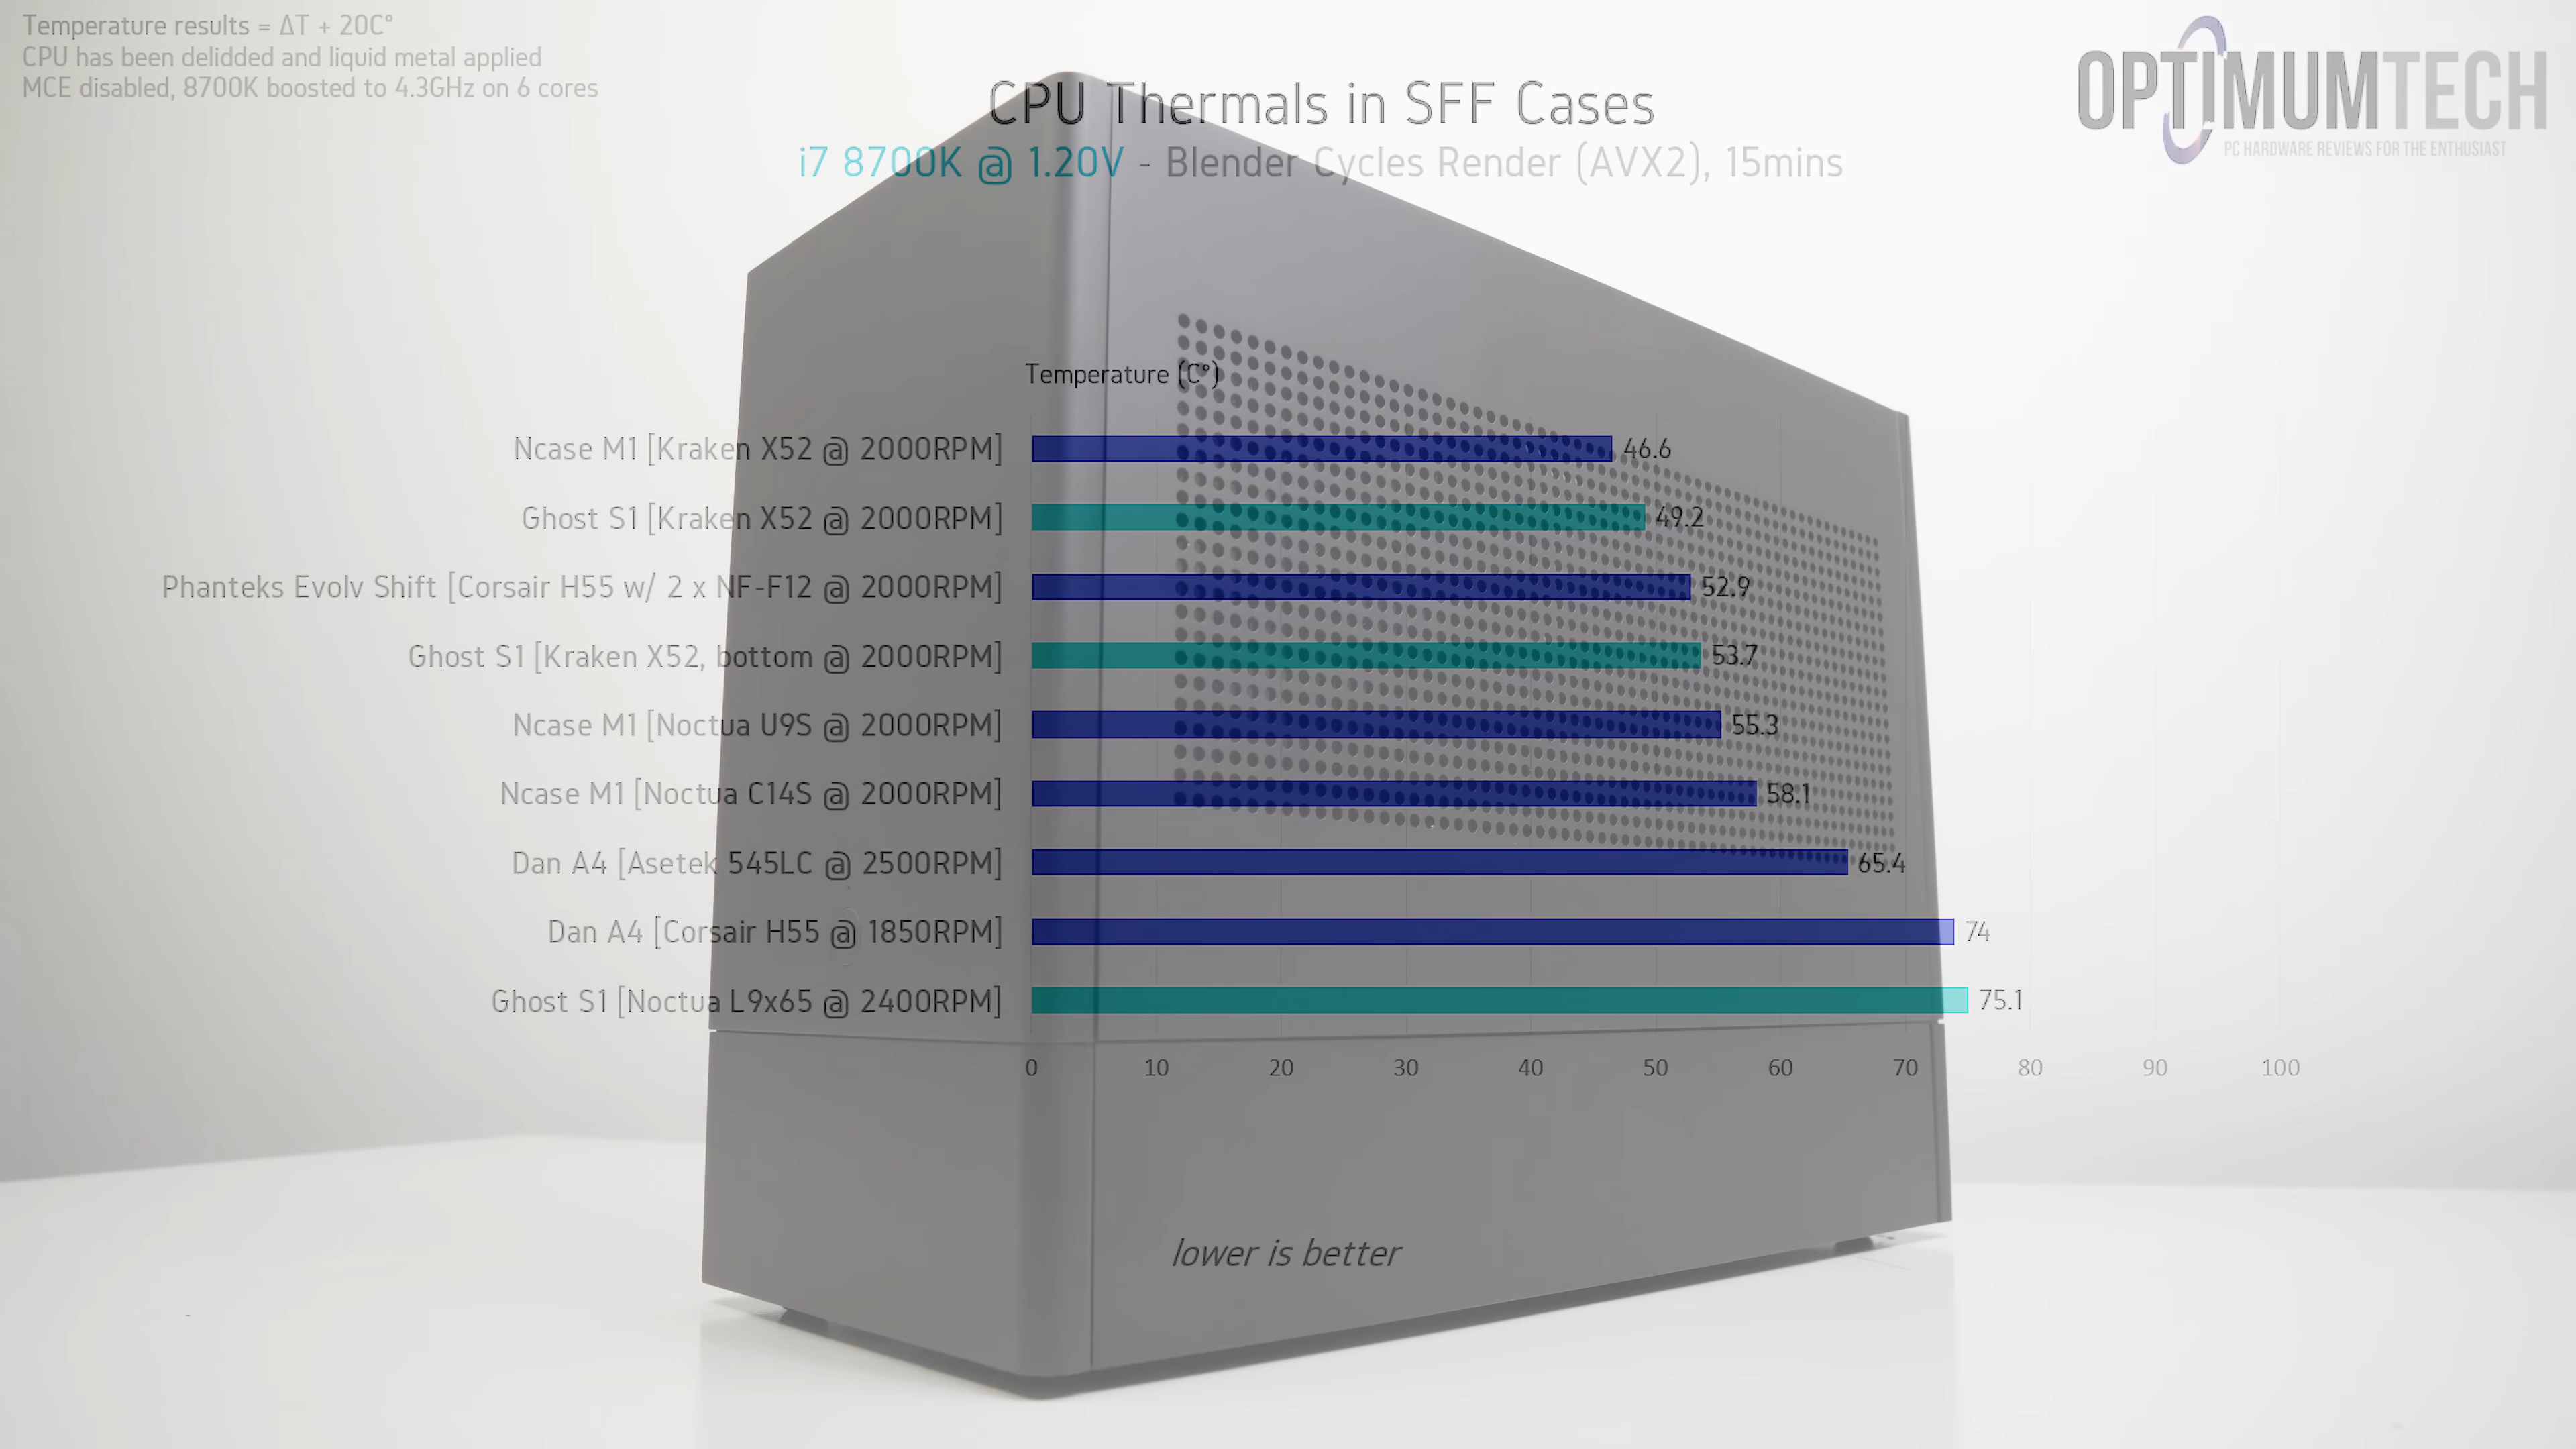 Temperature results = ΔT + 20C°
CPU has been delidded and liquid metal applied
MCE disabled, 8700K boosted to 4.3GHz on 6 cores
OPTIMUMTECH
PC HARDWARE REVIEWS FOR THE ENTHUSIAST
CPU Thermals in SFF Cases
i7 8700K @ 1.20V - Blender Cycles Render (AVX2), 15mins
Temperature (C°)
Ncase M1 [Kraken X52 @ 2000RPM] 46.6
Ghost S1 [Kraken X52 @ 2000RPM] 49.2
Phanteks Evolv Shift [Corsair H55 w/ 2 x NF-F12 @ 2000RPM] 52.9
Ghost S1 [Kraken X52, bottom @ 2000RPM] 53.7
Ncase M1 [Noctua U9S @ 2000RPM] 55.3
Ncase M1 [Noctua C14S @ 2000RPM] 58.1
Dan A4 [Asetek 545LC @ 2500RPM] 65.4
Dan A4 [Corsair H55 @ 1850RPM] 74
Ghost S1 [Noctua L9x65 @ 2400RPM] 75.1
0 10 20 30 40 50 60 70 80 90 100
lower is better